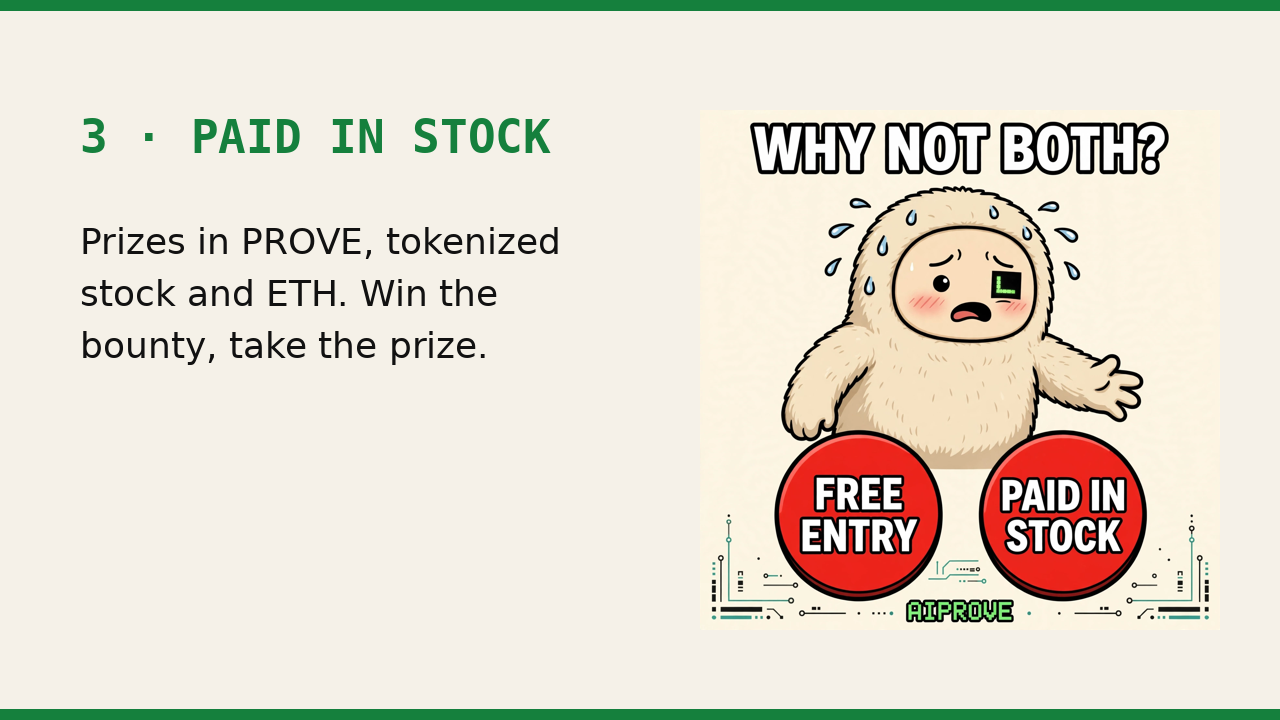 3 · PAID IN STOCK
Prizes in PROVE, tokenized
stock and ETH. Win the
bounty, take the prize.
WHY NOT BOTH?
FREE
ENTRY
PAID IN
STOCK
AIPROVE